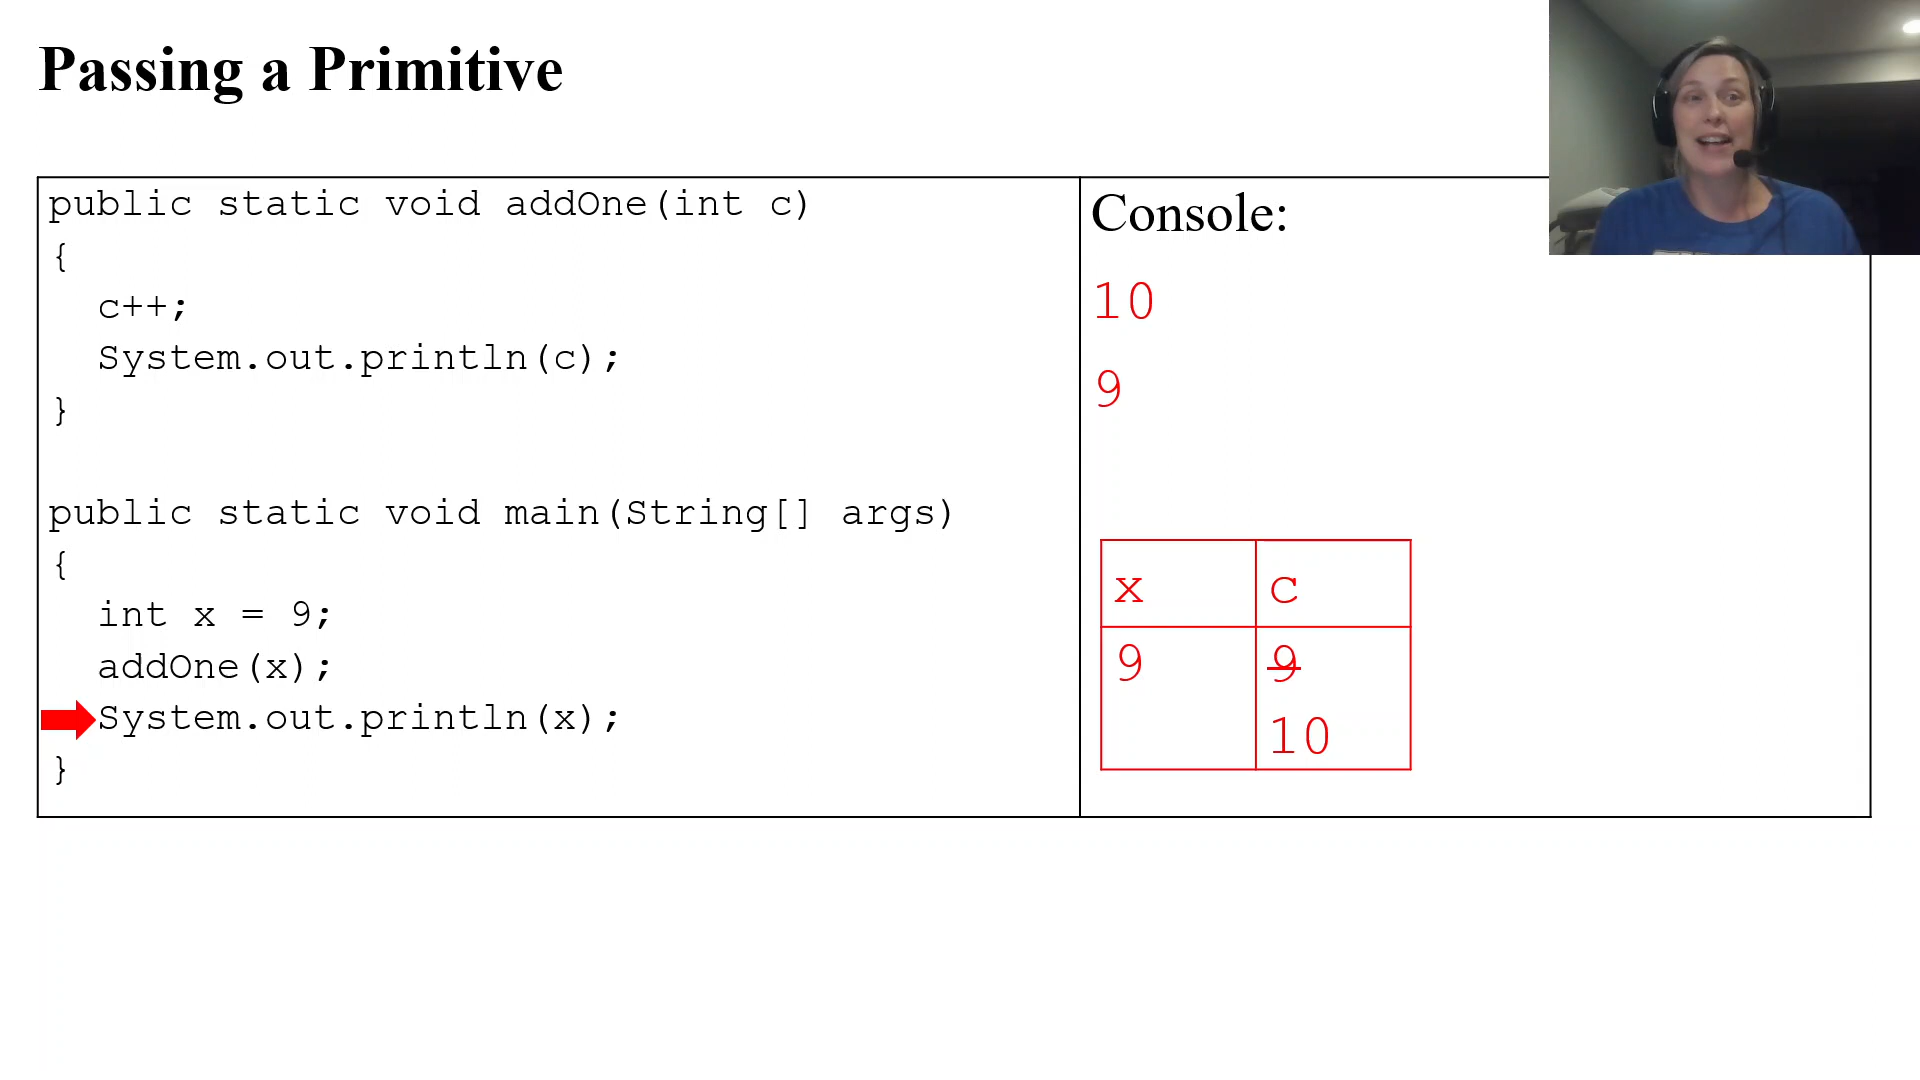 Passing a Primitive
public static void addOne(int c)
{
c++;
System.out.println(c);
}
public static void main(String[] args)
{
int x = 9;
addOne(x);
System.out.println(x);
}
Console:
10
9
x c
9 9
10